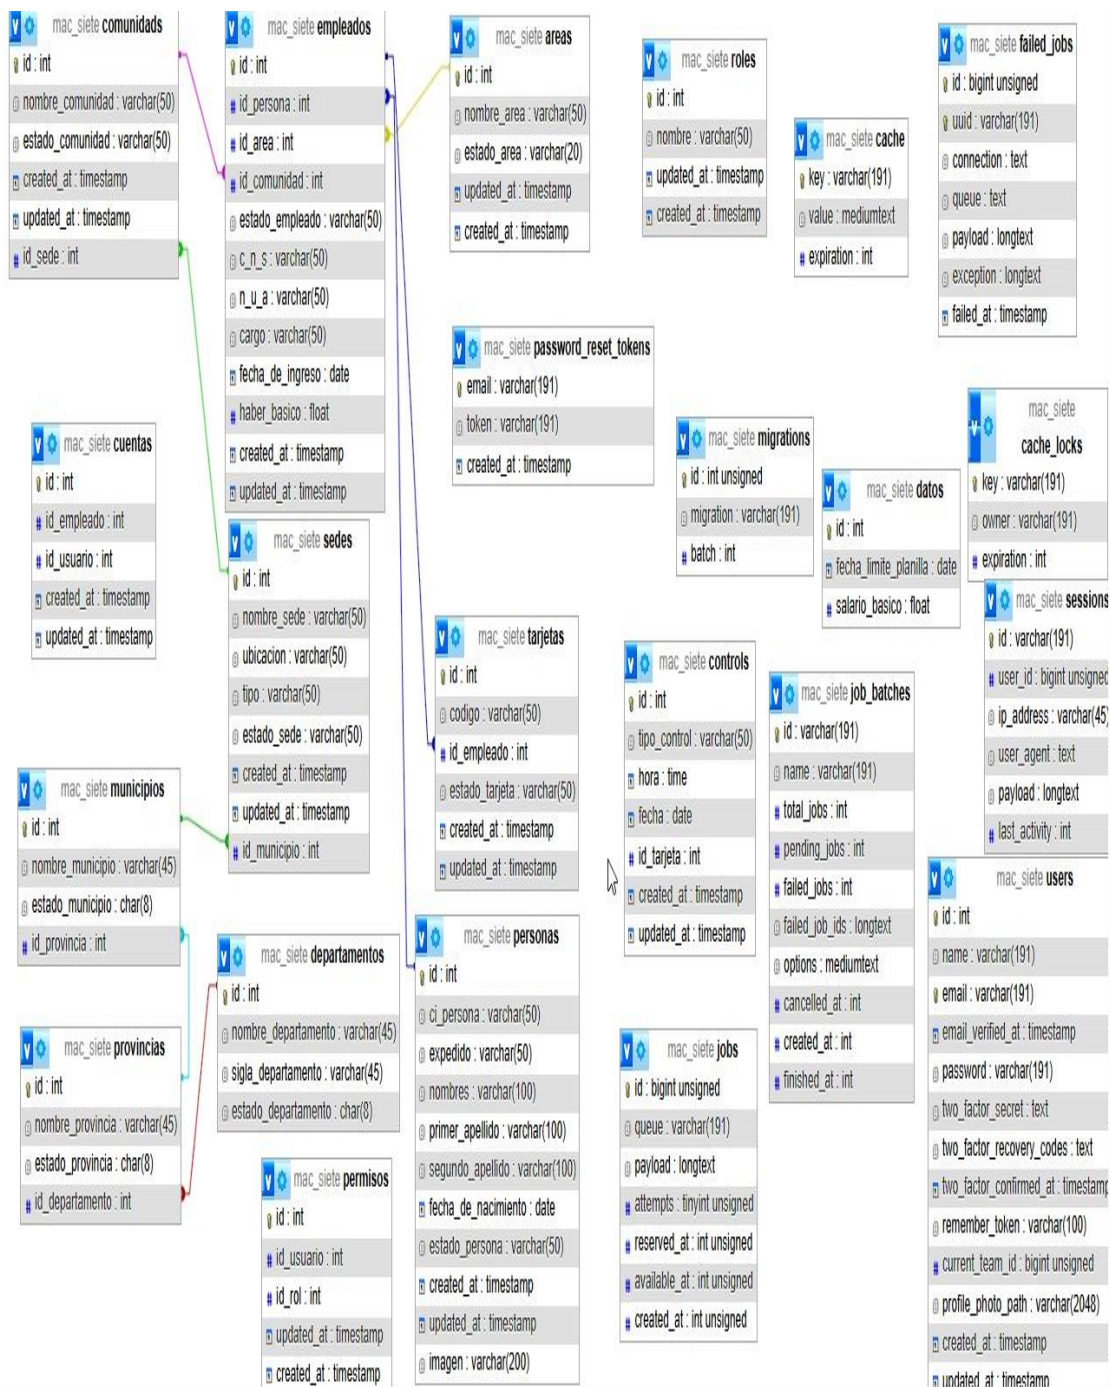 mac_siete comunidads
id : int
nombre_comunidad : varchar(50)
estado_comunidad : varchar(50)
created_at : timestamp
updated_at : timestamp
id_sede : int
mac_siete empleados
id : int
id_persona : int
id_area : int
id_comunidad : int
estado_empleado : varchar(50)
c_n_s : varchar(50)
n_u_a : varchar(50)
cargo : varchar(50)
fecha_de_ingreso : date
haber_basico : float
created_at : timestamp
updated_at : timestamp
mac_siete areas
id : int
nombre_area : varchar(50)
estado_area : varchar(20)
updated_at : timestamp
created_at : timestamp
mac_siete roles
id : int
nombre : varchar(50)
updated_at : timestamp
created_at : timestamp
mac_siete cache
key : varchar(191)
value : mediumtext
expiration : int
mac_siete failed_jobs
id : bigint unsigned
uuid : varchar(191)
connection : text
queue : text
payload : longtext
exception : longtext
failed_at : timestamp
mac_siete password_reset_tokens
email : varchar(191)
token : varchar(191)
created_at : timestamp
mac_siete cuentas
id : int
id_empleado : int
id_usuario : int
created_at : timestamp
updated_at : timestamp
mac_siete sedes
id : int
nombre_sede : varchar(50)
ubicacion : varchar(50)
tipo : varchar(50)
estado_sede : varchar(50)
created_at : timestamp
updated_at : timestamp
id_municipio : int
mac_siete migrations
id : int unsigned
migration : varchar(191)
batch : int
mac_siete datos
id : int
fecha_limite_planilla : date
salario_basico : float
mac_siete
cache_locks
key : varchar(191)
owner : varchar(191)
expiration : int
mac_siete sessions
id : varchar(191)
user_id : bigint unsigned
ip_address : varchar(45)
user_agent : text
payload : longtext
last_activity : int
mac_siete tarjetas
id : int
codigo : varchar(50)
id_empleado : int
estado_tarjeta : varchar(50)
created_at : timestamp
updated_at : timestamp
mac_siete controls
id : int
tipo_control : varchar(50)
hora : time
fecha : date
id_tarjeta : int
created_at : timestamp
updated_at : timestamp
mac_siete job_batches
id : varchar(191)
name : varchar(191)
total_jobs : int
pending_jobs : int
failed_jobs : int
failed_job_ids : longtext
options : mediumtext
cancelled_at : int
created_at : int
finished_at : int
mac_siete municipios
id : int
nombre_municipio : varchar(45)
estado_municipio : char(8)
id_provincia : int
mac_siete departamentos
id : int
nombre_departamento : varchar(45)
sigla_departamento : varchar(45)
estado_departamento : char(8)
mac_siete personas
id : int
ci_persona : varchar(50)
expedido : varchar(50)
nombres : varchar(100)
primer_apellido : varchar(100)
segundo_apellido : varchar(100)
fecha_de_nacimiento : date
estado_persona : varchar(50)
created_at : timestamp
updated_at : timestamp
imagen : varchar(200)
mac_siete users
id : int
name : varchar(191)
email : varchar(191)
email_verified_at : timestamp
password : varchar(191)
two_factor_secret : text
two_factor_recovery_codes : text
two_factor_confirmed_at : timestamp
remember_token : varchar(100)
current_team_id : bigint unsigned
profile_photo_path : varchar(2048)
created_at : timestamp
updated_at : timestamp
mac_siete provincias
id : int
nombre_provincia : varchar(45)
estado_provincia : char(8)
id_departamento : int
mac_siete jobs
id : bigint unsigned
queue : varchar(191)
payload : longtext
attempts : tinyint unsigned
reserved_at : int unsigned
available_at : int unsigned
created_at : int unsigned
mac_siete permisos
id : int
id_usuario : int
id_rol : int
updated_at : timestamp
created_at : timestamp